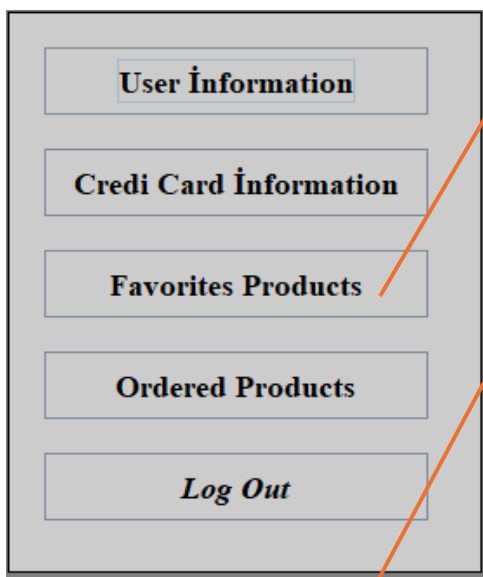 User İnformation
Credi Card İnformation
Favorites Products
Ordered Products
Log Out